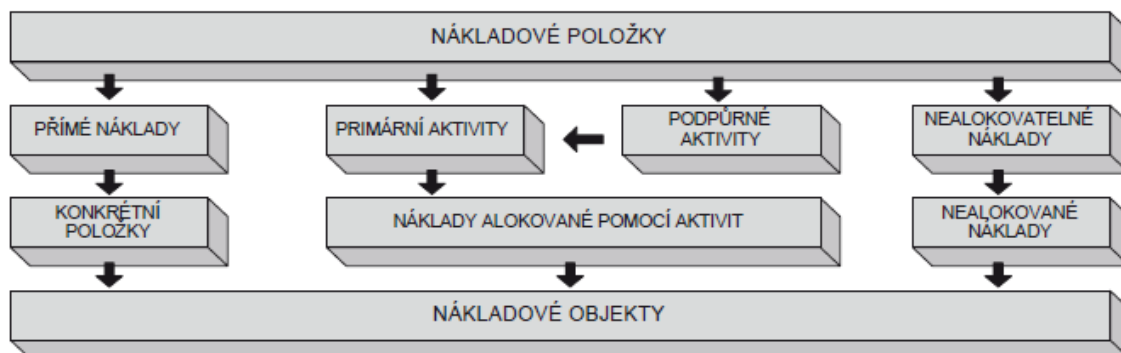 NÁKLADOVÉ POLOŽKY
PŘÍMÉ NÁKLADY
PRIMÁRNÍ AKTIVITY
PODPŮRNÉ
AKTIVITY
NEALOKOVATELNÉ
NÁKLADY
KONKRÉTNÍ
POLOŽKY
NÁKLADY ALOKOVANÉ POMOCÍ AKTIVIT
NEALOKOVANÉ
NÁKLADY
NÁKLADOVÉ OBJEKTY